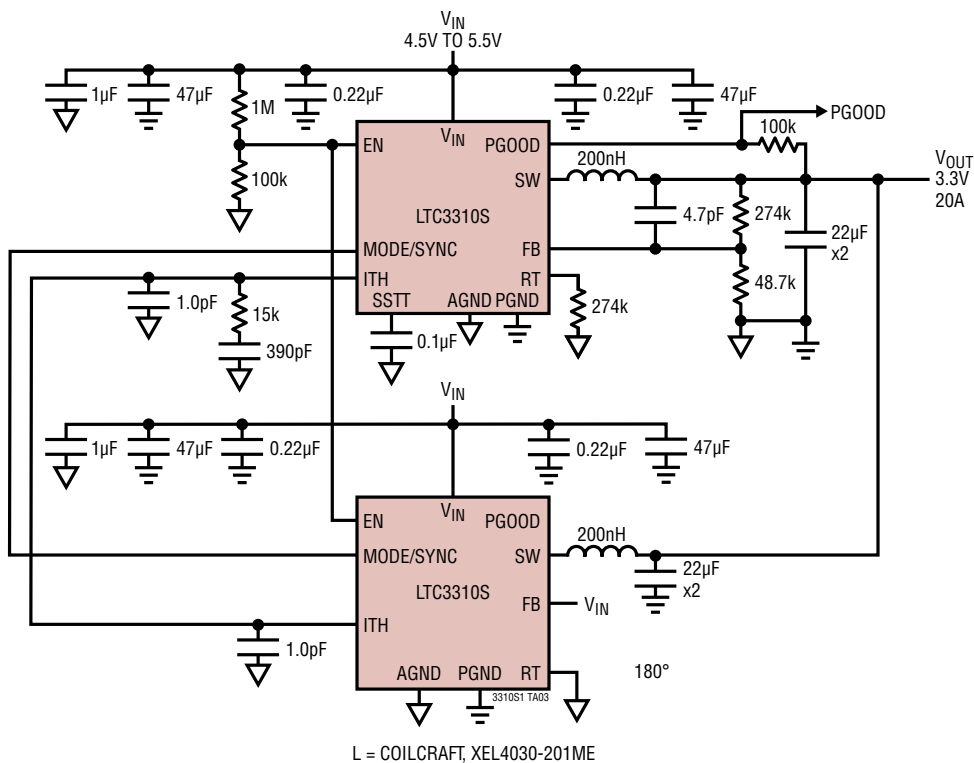 VIN
4.5V TO 5.5V
1µF
47µF
1M
0.22µF
0.22µF
47µF
PGOOD
100k
EN
VIN
PGOOD
200nH
SW
VOUT
3.3V
20A
100k
LTC3310S
4.7pF
274k
22µF
x2
MODE/SYNC
FB
ITH
RT
48.7k
1.0pF
15k
SSTT
AGND
PGND
274k
390pF
0.1µF
VIN
1µF
47µF
0.22µF
0.22µF
47µF
EN
VIN
PGOOD
200nH
MODE/SYNC
SW
22µF
x2
LTC3310S
FB
VIN
ITH
1.0pF
AGND
PGND
RT
180°
3310S1 TA03
L = COILCRAFT, XEL4030-201ME